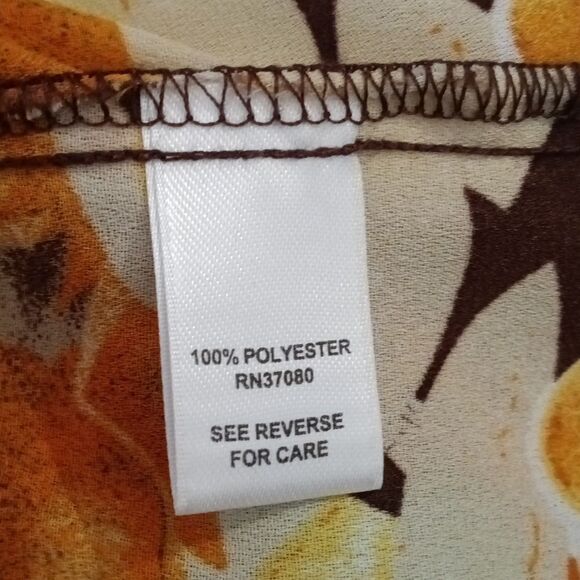 100% POLYESTER
RN37080
SEE REVERSE
FOR CARE